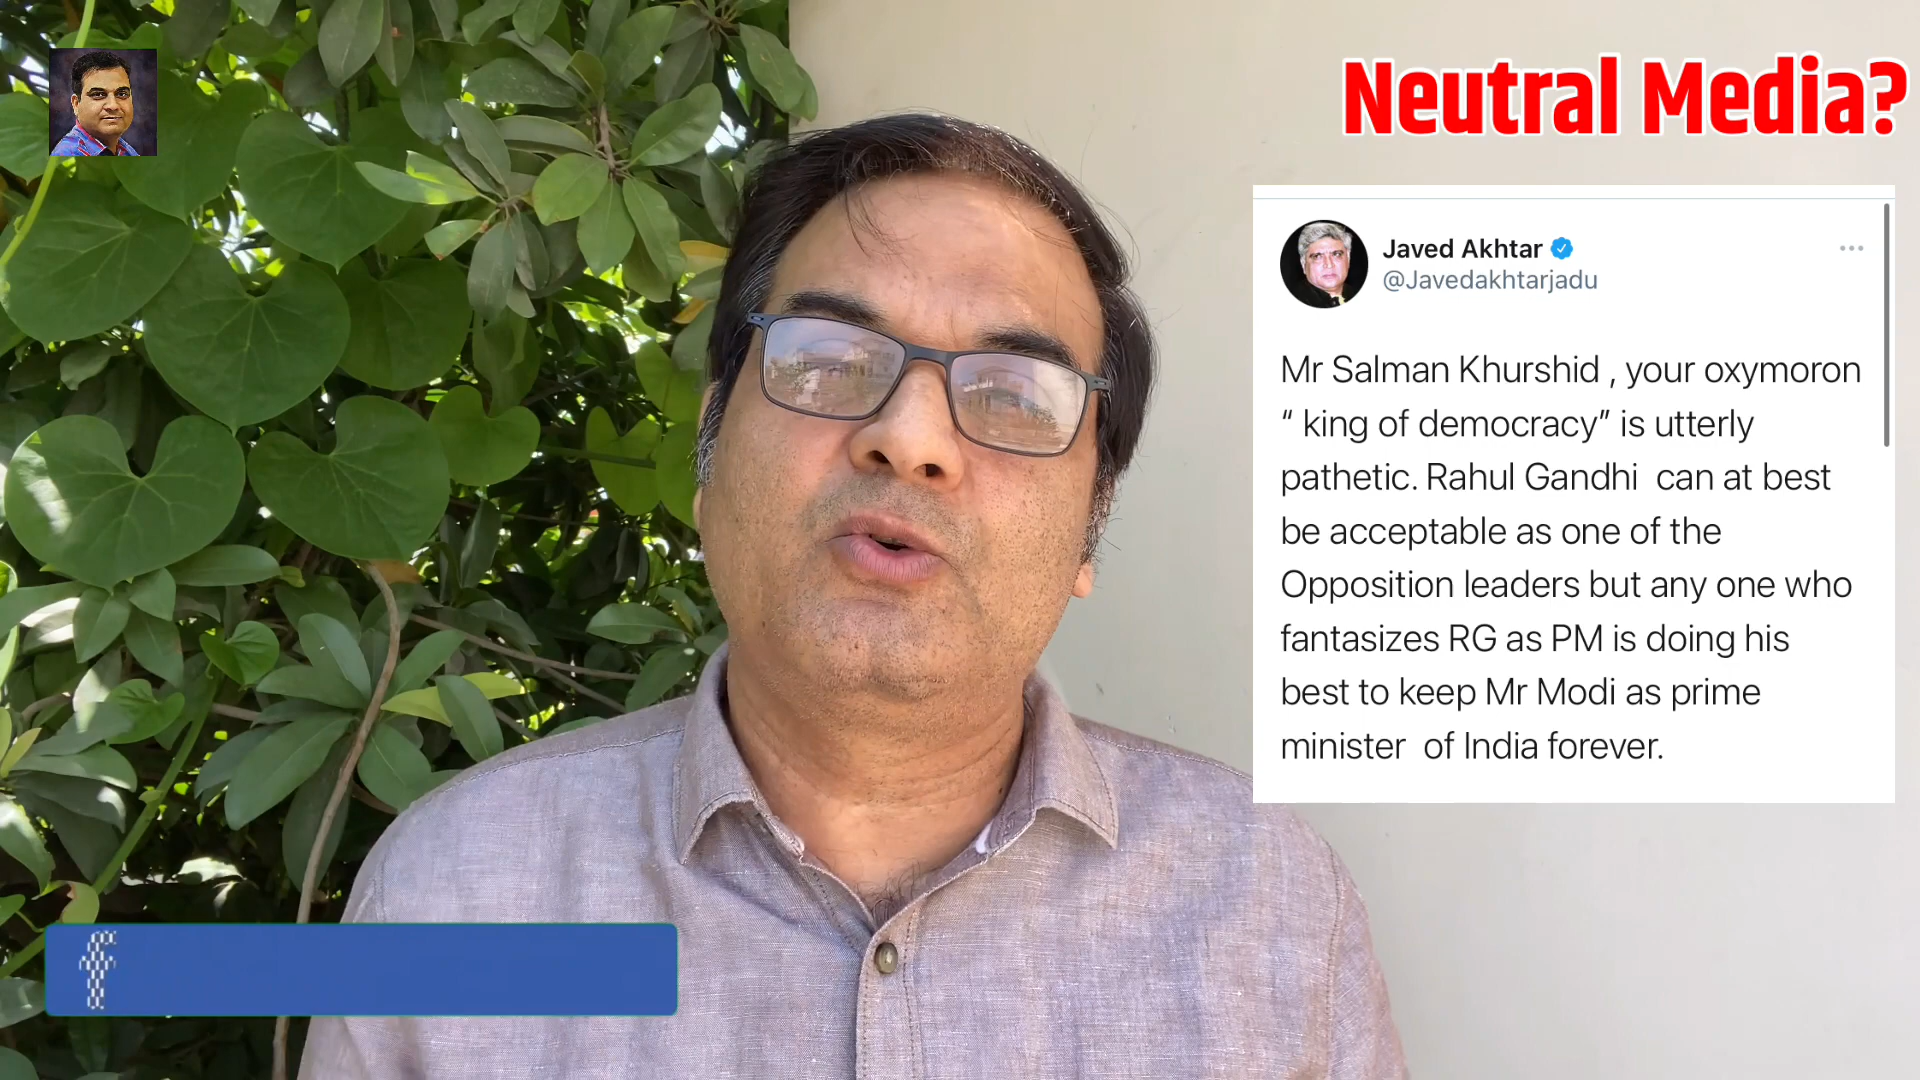 Neutral Media?
Javed Akhtar
@Javedakhtarjadu
Mr Salman Khurshid , your oxymoron
“ king of democracy” is utterly
pathetic. Rahul Gandhi  can at best
be acceptable as one of the
Opposition leaders but any one who
fantasizes RG as PM is doing his
best to keep Mr Modi as prime
minister  of India forever.
f